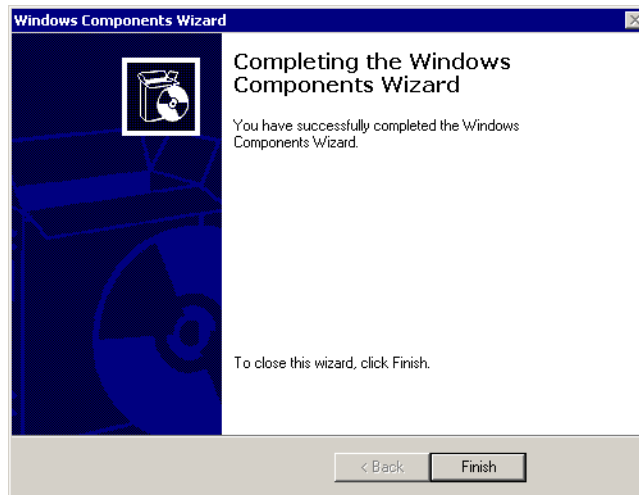 Windows Components Wizard
Completing the Windows
Components Wizard
You have successfully completed the Windows
Components Wizard.
To close this wizard, click Finish.
< Back
Finish